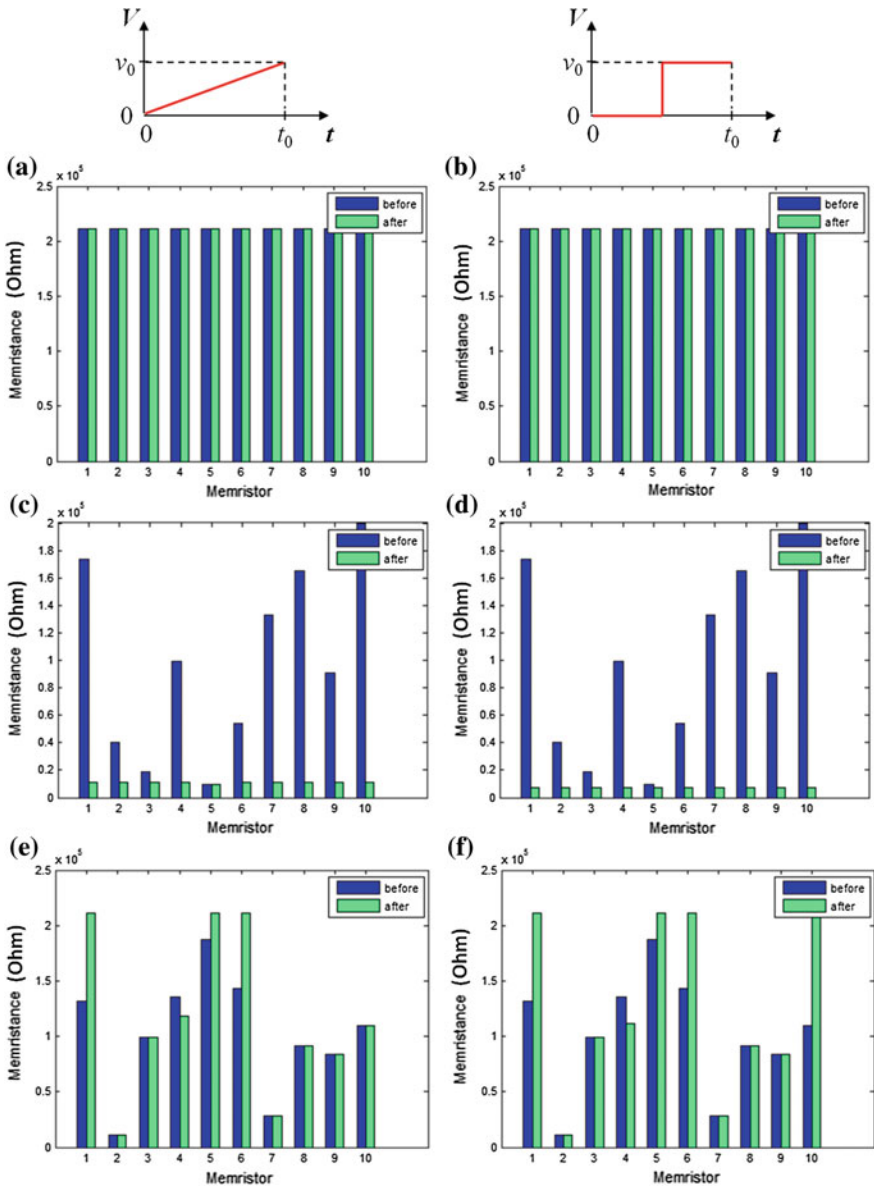 V
v0
0
0
t0
t
V
v0
0
0
t0
t
(a)
x 10^5
2.5
2
1.5
1
0.5
0
Memristance (Ohm)
before
after
1 2 3 4 5 6 7 8 9 10
Memristor
(b)
x 10^5
2.5
2
1.5
1
0.5
0
Memristance (Ohm)
before
after
1 2 3 4 5 6 7 8 9 10
Memristor
(c)
x 10^5
2
1.8
1.6
1.4
1.2
1
0.8
0.6
0.4
0.2
0
Memristance (Ohm)
before
after
1 2 3 4 5 6 7 8 9 10
Memristor
(d)
x 10^5
2
1.8
1.6
1.4
1.2
1
0.8
0.6
0.4
0.2
0
Memristance (Ohm)
before
after
1 2 3 4 5 6 7 8 9 10
Memristor
(e)
x 10^5
2.5
2
1.5
1
0.5
0
Memristance (Ohm)
before
after
1 2 3 4 5 6 7 8 9 10
Memristor
(f)
x 10^5
2.5
2
1.5
1
0.5
0
Memristance (Ohm)
before
after
1 2 3 4 5 6 7 8 9 10
Memristor